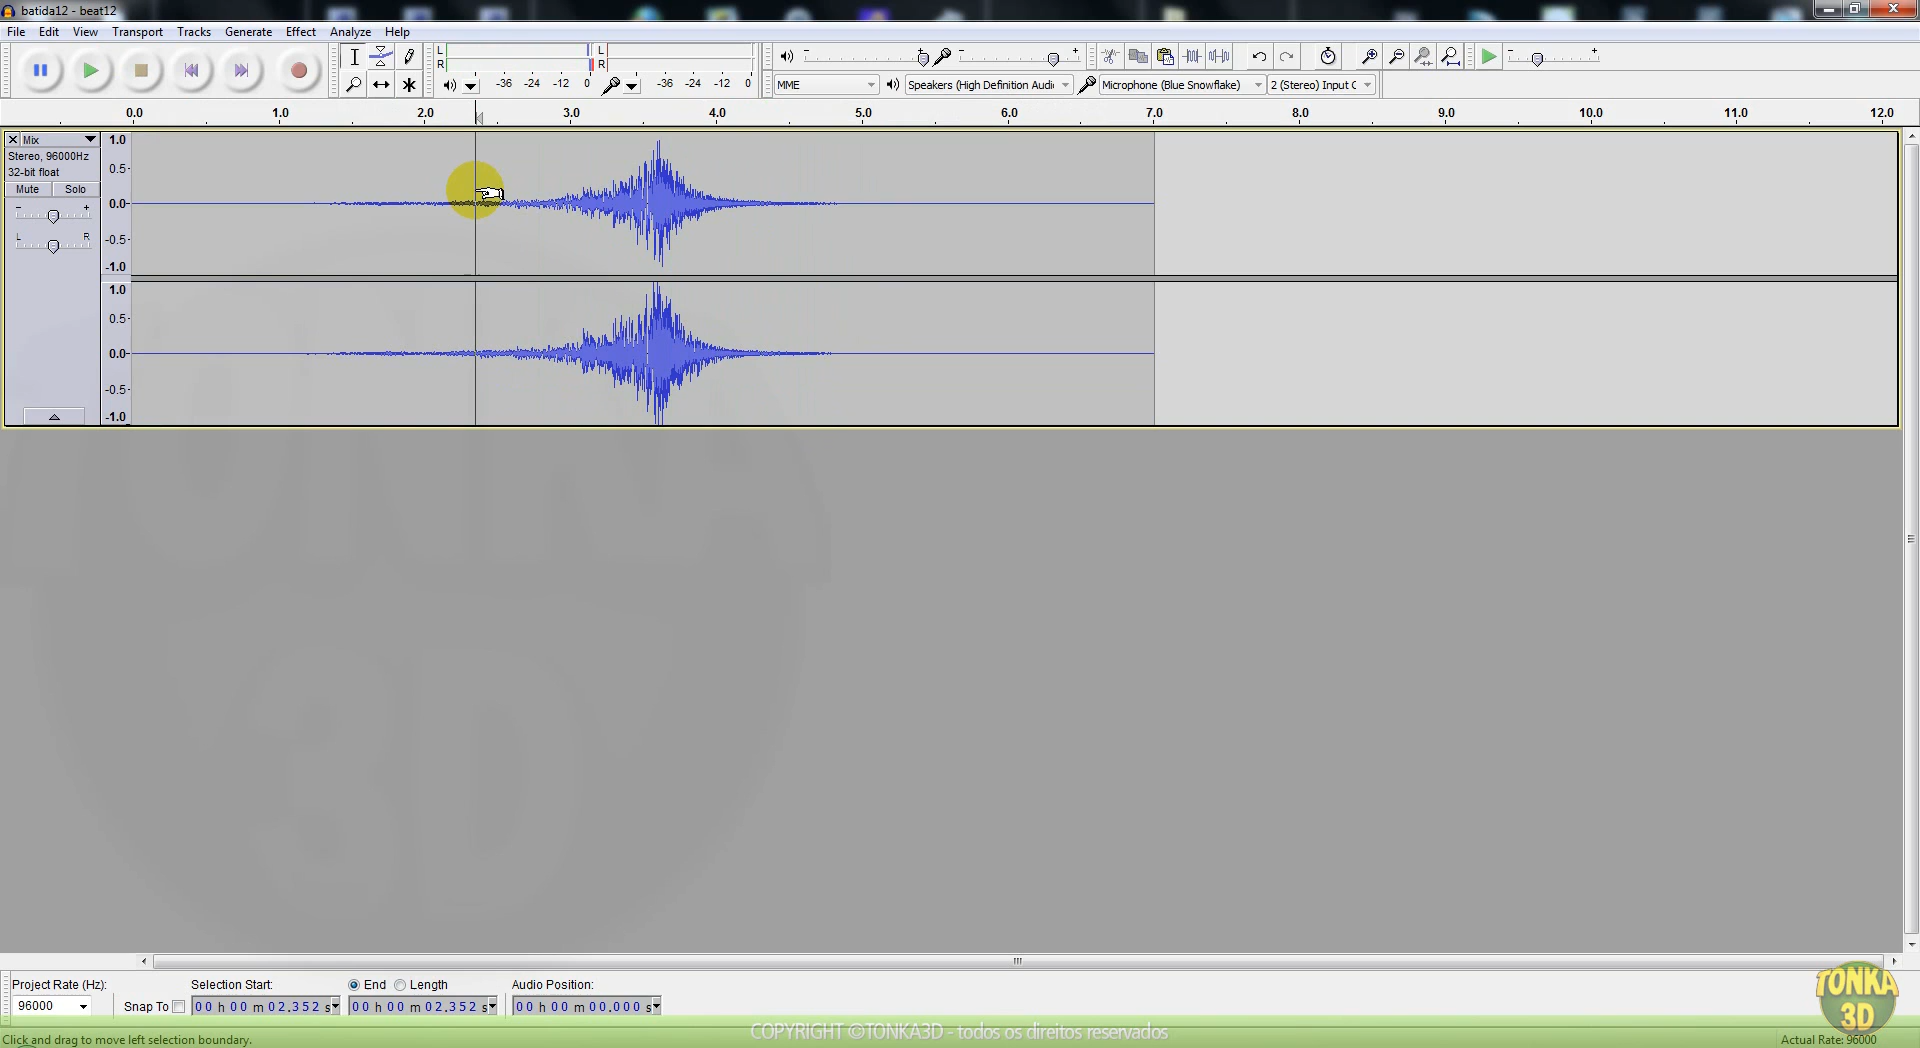 batida12 - beat12
File Edit View Transport Tracks Generate Effect Analyze Help
L
R
-36 -24 -12 0
L
R
-36 -24 -12 0
MME
Speakers (High Definition Audi
Microphone (Blue Snowflake)
2 (Stereo) Input C
0.0 1.0 2.0 3.0 4.0 5.0 6.0 7.0 8.0 9.0 10.0 11.0 12.0
Mix
Stereo, 96000Hz
32-bit float
Mute Solo
- +
L R
1.0
0.5
0.0
-0.5
-1.0
1.0
0.5
0.0
-0.5
-1.0
Project Rate (Hz):
96000
Snap To
Selection Start:
00 h 00 m 02.352 s
End Length
00 h 00 m 02.352 s
Audio Position:
00 h 00 m 00.000 s
TONKA
3D
COPYRIGHT ©TONKA3D - todos os direitos reservados
Click and drag to move left selection boundary.
Actual Rate: 96000